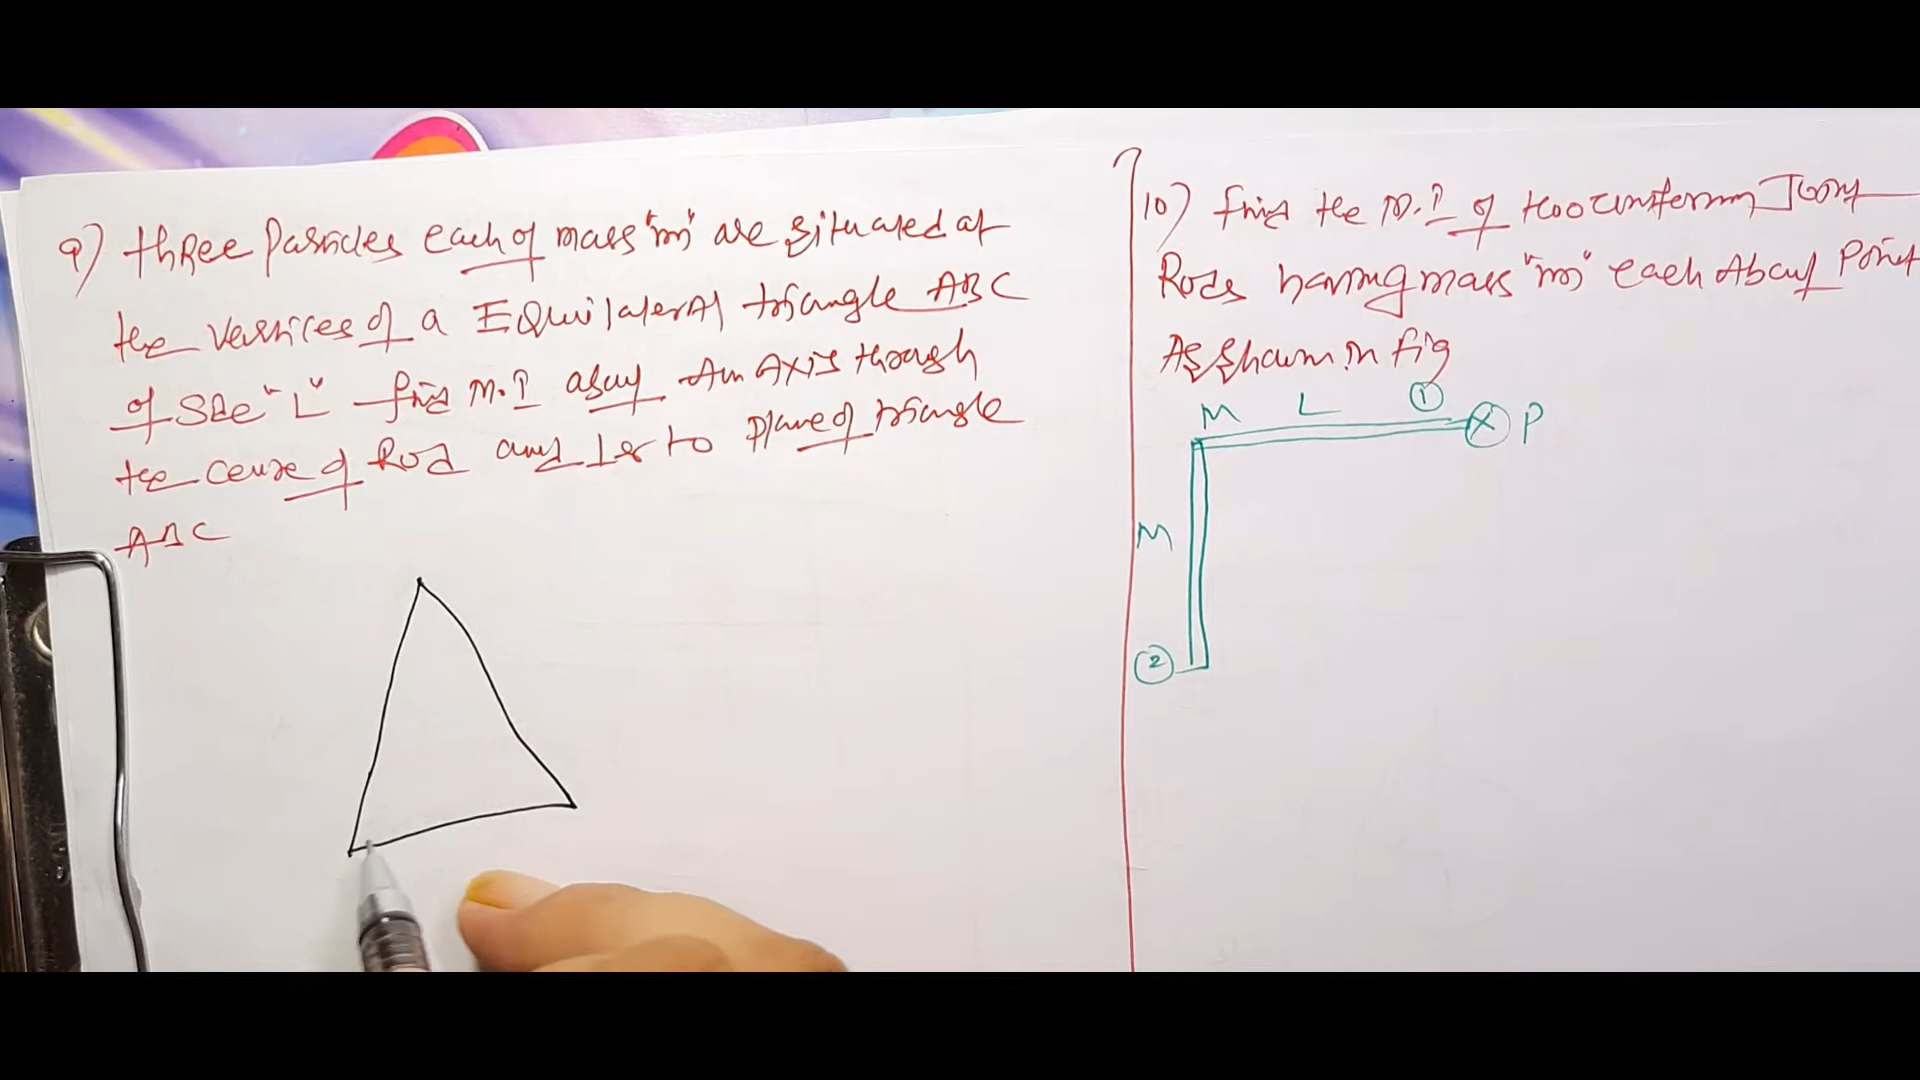 9) three Particles each of mass "m" are situated at
the vertices of a Equilateral triangle ABC
of side "L" find M.I about An Axis through
the centre of Rod and ⊥er to plane of triangle
ABC
10) find the M.I of two uniform
Rods having mass "m" each About Point
As shown in fig
M L 1 P
M
2